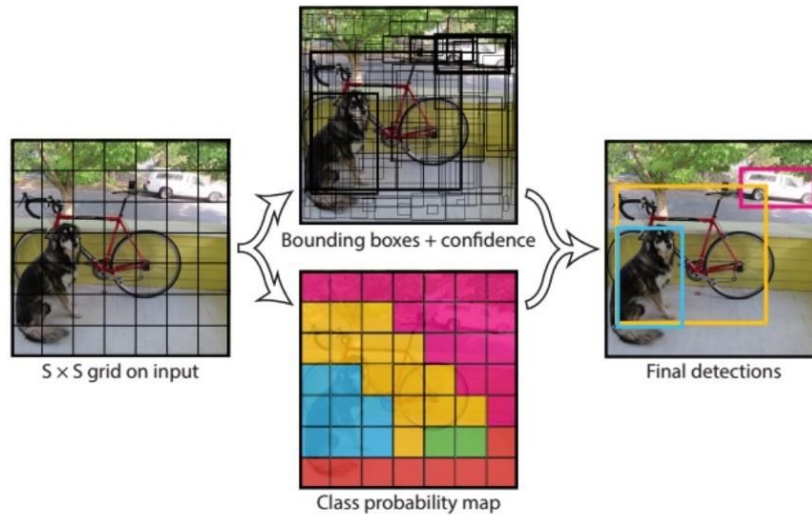 S × S grid on input
Bounding boxes + confidence
Class probability map
Final detections